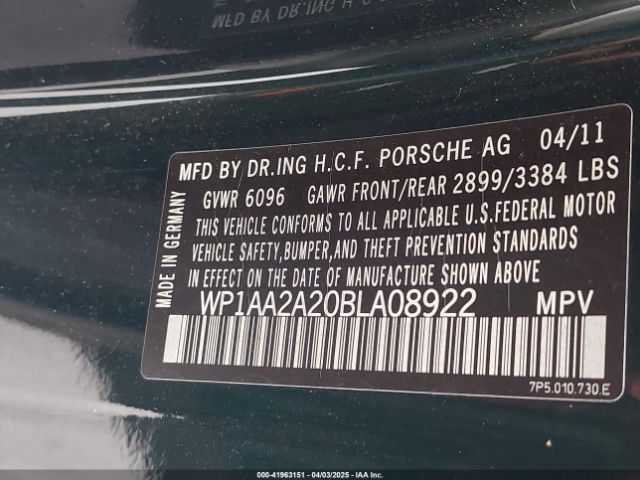 MFD BY DR.ING H.C.F. PORSCHE AG 04/11
GVWR 6096 GAWR FRONT/REAR 2899/3384 LBS
THIS VEHICLE CONFORMS TO ALL APPLICABLE U.S.FEDERAL MOTOR
VEHICLE SAFETY,BUMPER,AND THEFT PREVENTION STANDARDS
IN EFFECT ON THE DATE OF MANUFACTURE SHOWN ABOVE
WP1AA2A20BLA08922 MPV
MADE IN GERMANY
7P5.010.730.E
000-41963151 - 04/03/2025 - IAAI Inc.